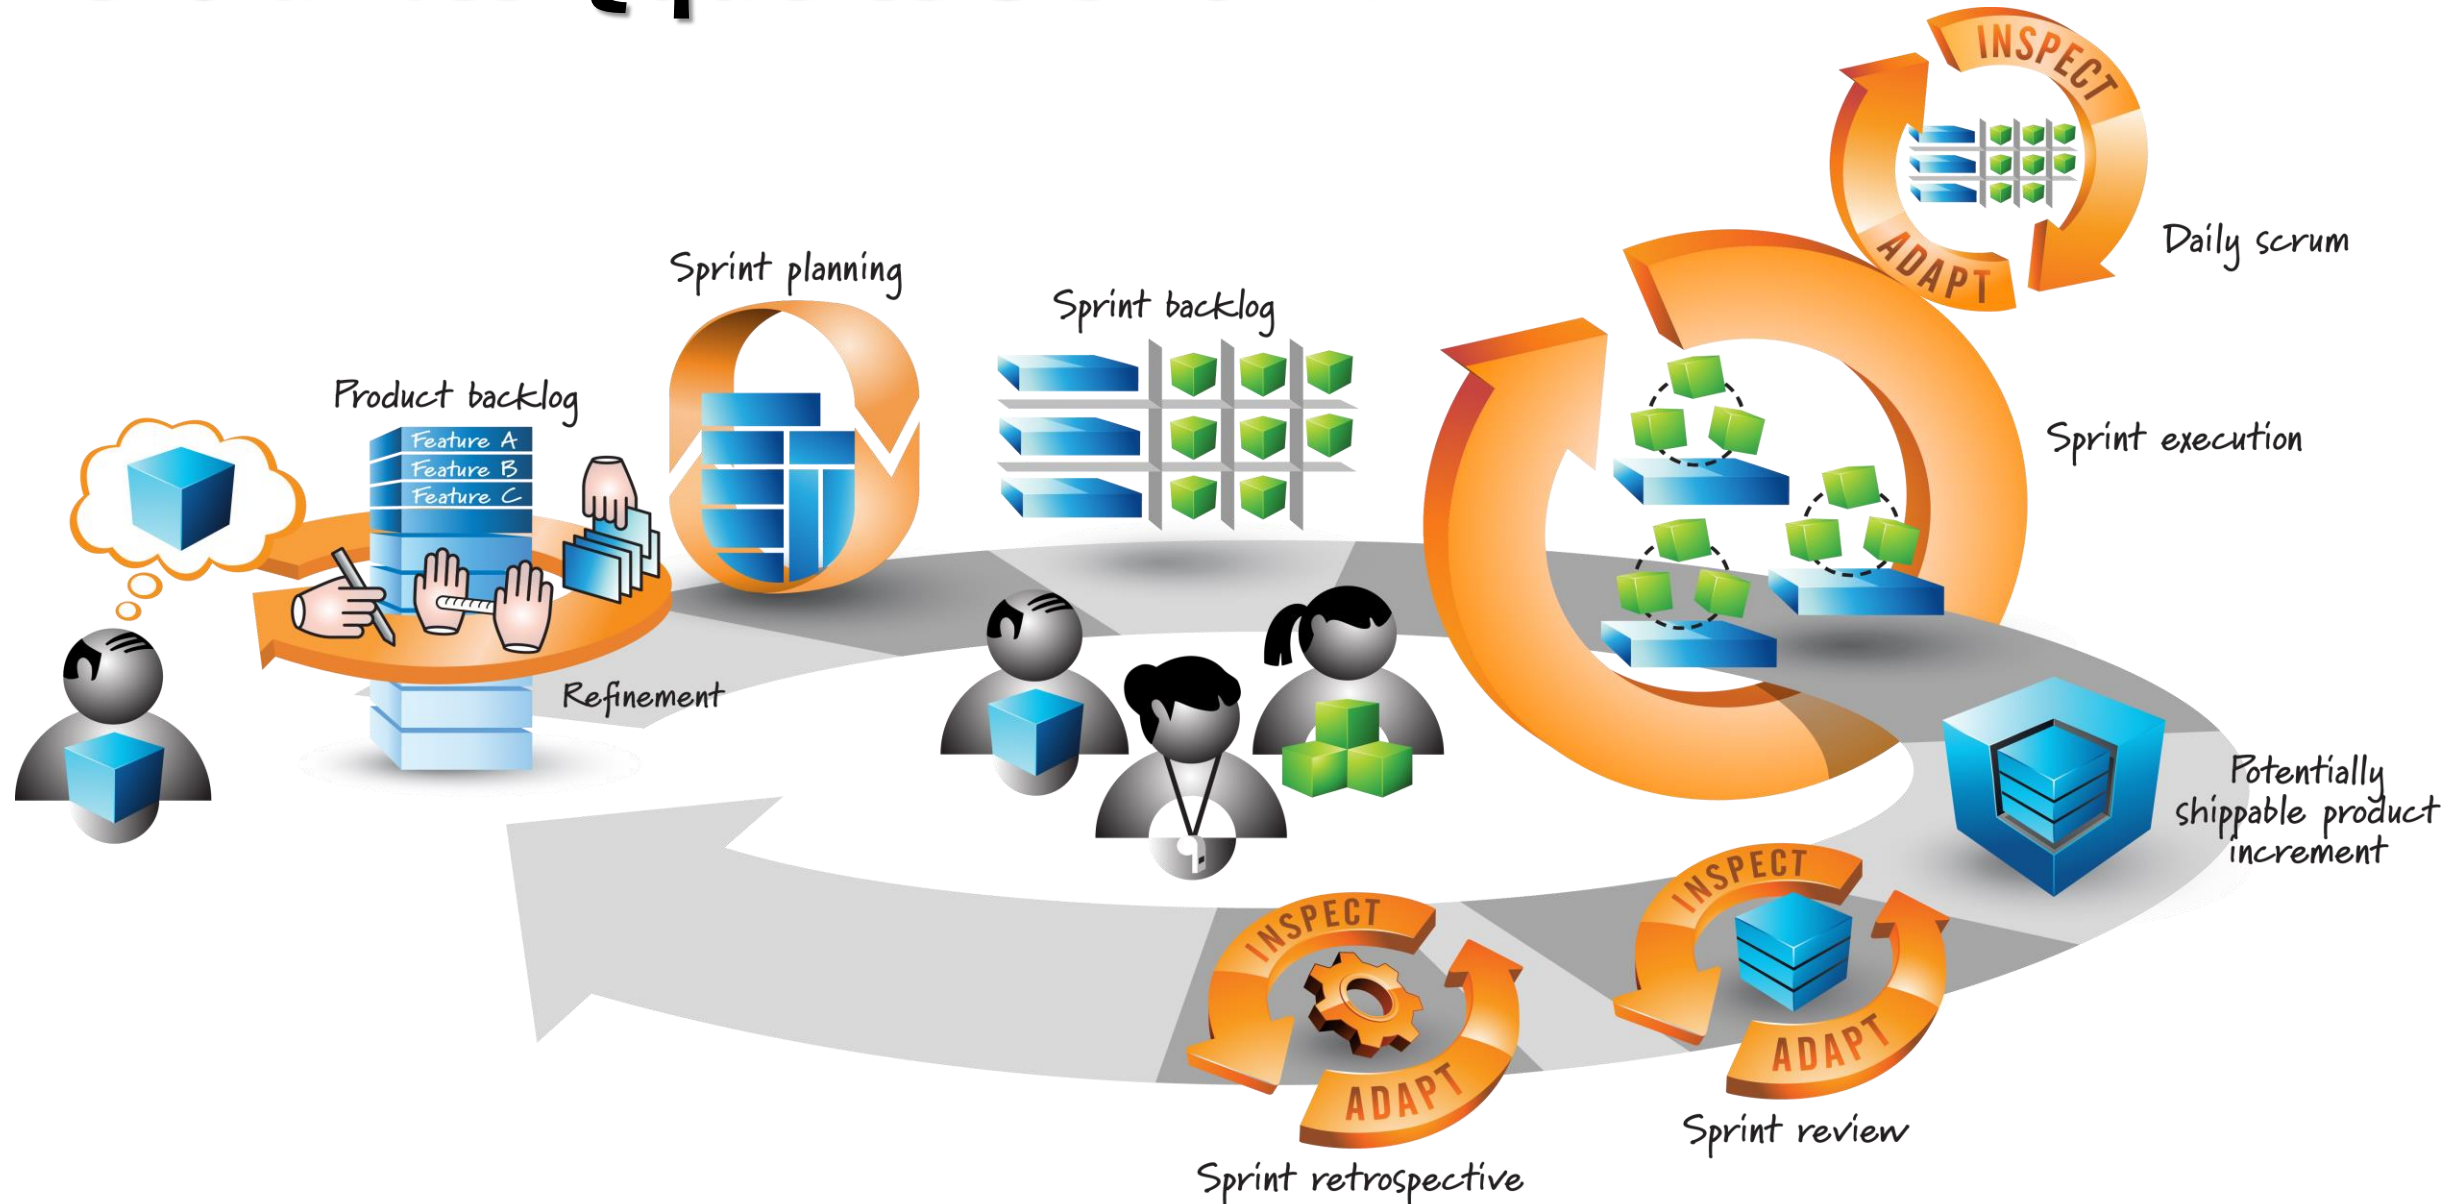 INSPECT
ADAPT
Daily scrum
Sprint planning
Sprint backlog
Product backlog
Feature A
Feature B
Feature C
Sprint execution
Refinement
Potentially
shippable product
increment
INSPECT
ADAPT
Sprint review
INSPECT
ADAPT
Sprint retrospective